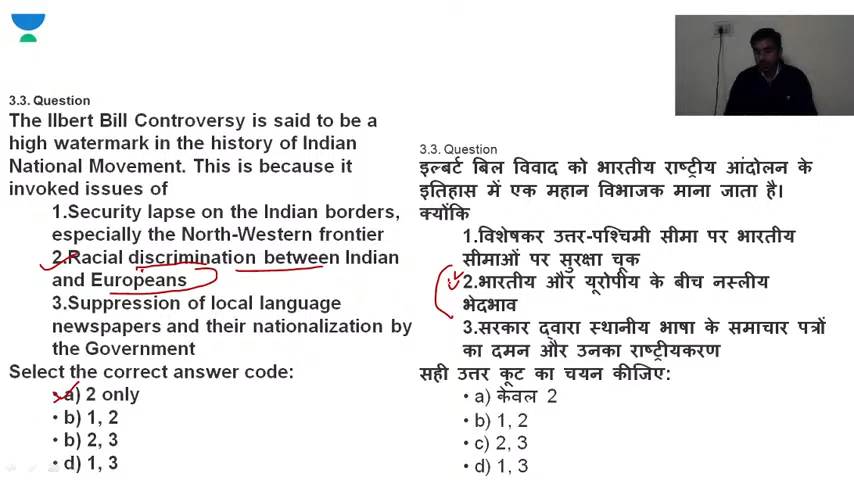 3.3. Question
The Ilbert Bill Controversy is said to be a
high watermark in the history of Indian
National Movement. This is because it
invoked issues of
1.Security lapse on the Indian borders,
especially the North-Western frontier
2.Racial discrimination between Indian
and Europeans
3.Suppression of local language
newspapers and their nationalization by
the Government
Select the correct answer code:
• a) 2 only
• b) 1, 2
• b) 2, 3
• d) 1, 3
3.3. Question
इल्बर्ट बिल विवाद को भारतीय राष्ट्रीय आंदोलन के
इतिहास में एक महान विभाजक माना जाता है।
क्योंकि
1.विशेषकर उत्तर-पश्चिमी सीमा पर भारतीय
सीमाओं पर सुरक्षा चूक
2.भारतीय और यूरोपीय के बीच नस्लीय
भेदभाव
3.सरकार द्वारा स्थानीय भाषा के समाचार पत्रों
का दमन और उनका राष्ट्रीयकरण
सही उत्तर कूट का चयन कीजिए:
• a) केवल 2
• b) 1, 2
• c) 2, 3
• d) 1, 3